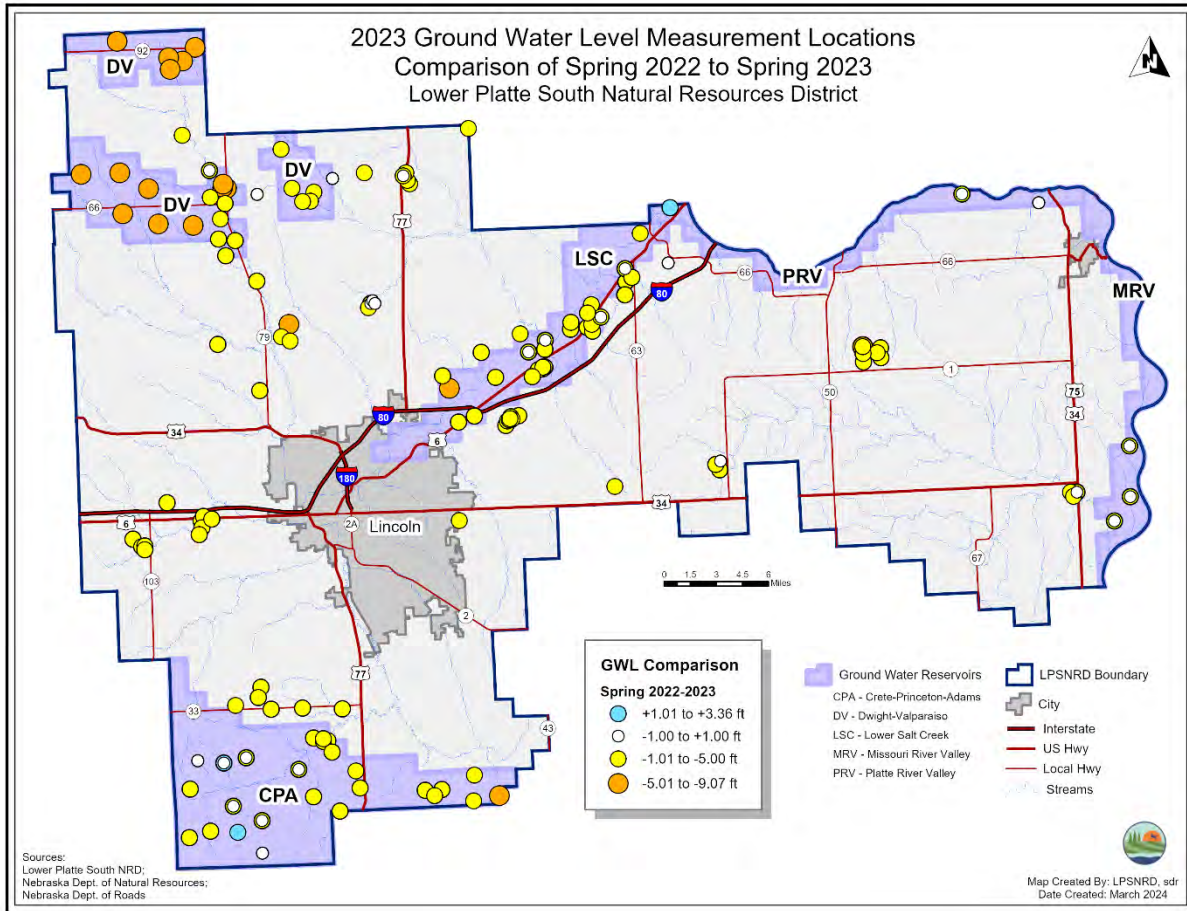 2023 Ground Water Level Measurement Locations
Comparison of Spring 2022 to Spring 2023
Lower Platte South Natural Resources District
N
92
DV
DV
66
DV
77
LSC
80
66
PRV
66
MRV
79
63
50
1
75
34
34
80
6
180
6
2A
Lincoln
34
103
2
67
0 1.5 3 4.5 6
Miles
77
33
43
CPA
GWL Comparison
Spring 2022-2023
+1.01 to +3.36 ft
-1.00 to +1.00 ft
-1.01 to -5.00 ft
-5.01 to -9.07 ft
Ground Water Reservoirs
CPA - Crete-Princeton-Adams
DV - Dwight-Valparaiso
LSC - Lower Salt Creek
MRV - Missouri River Valley
PRV - Platte River Valley
LPSNRD Boundary
City
Interstate
US Hwy
Local Hwy
Streams
Sources:
Lower Platte South NRD;
Nebraska Dept. of Natural Resources;
Nebraska Dept. of Roads
Map Created By: LPSNRD, sdr
Date Created: March 2024